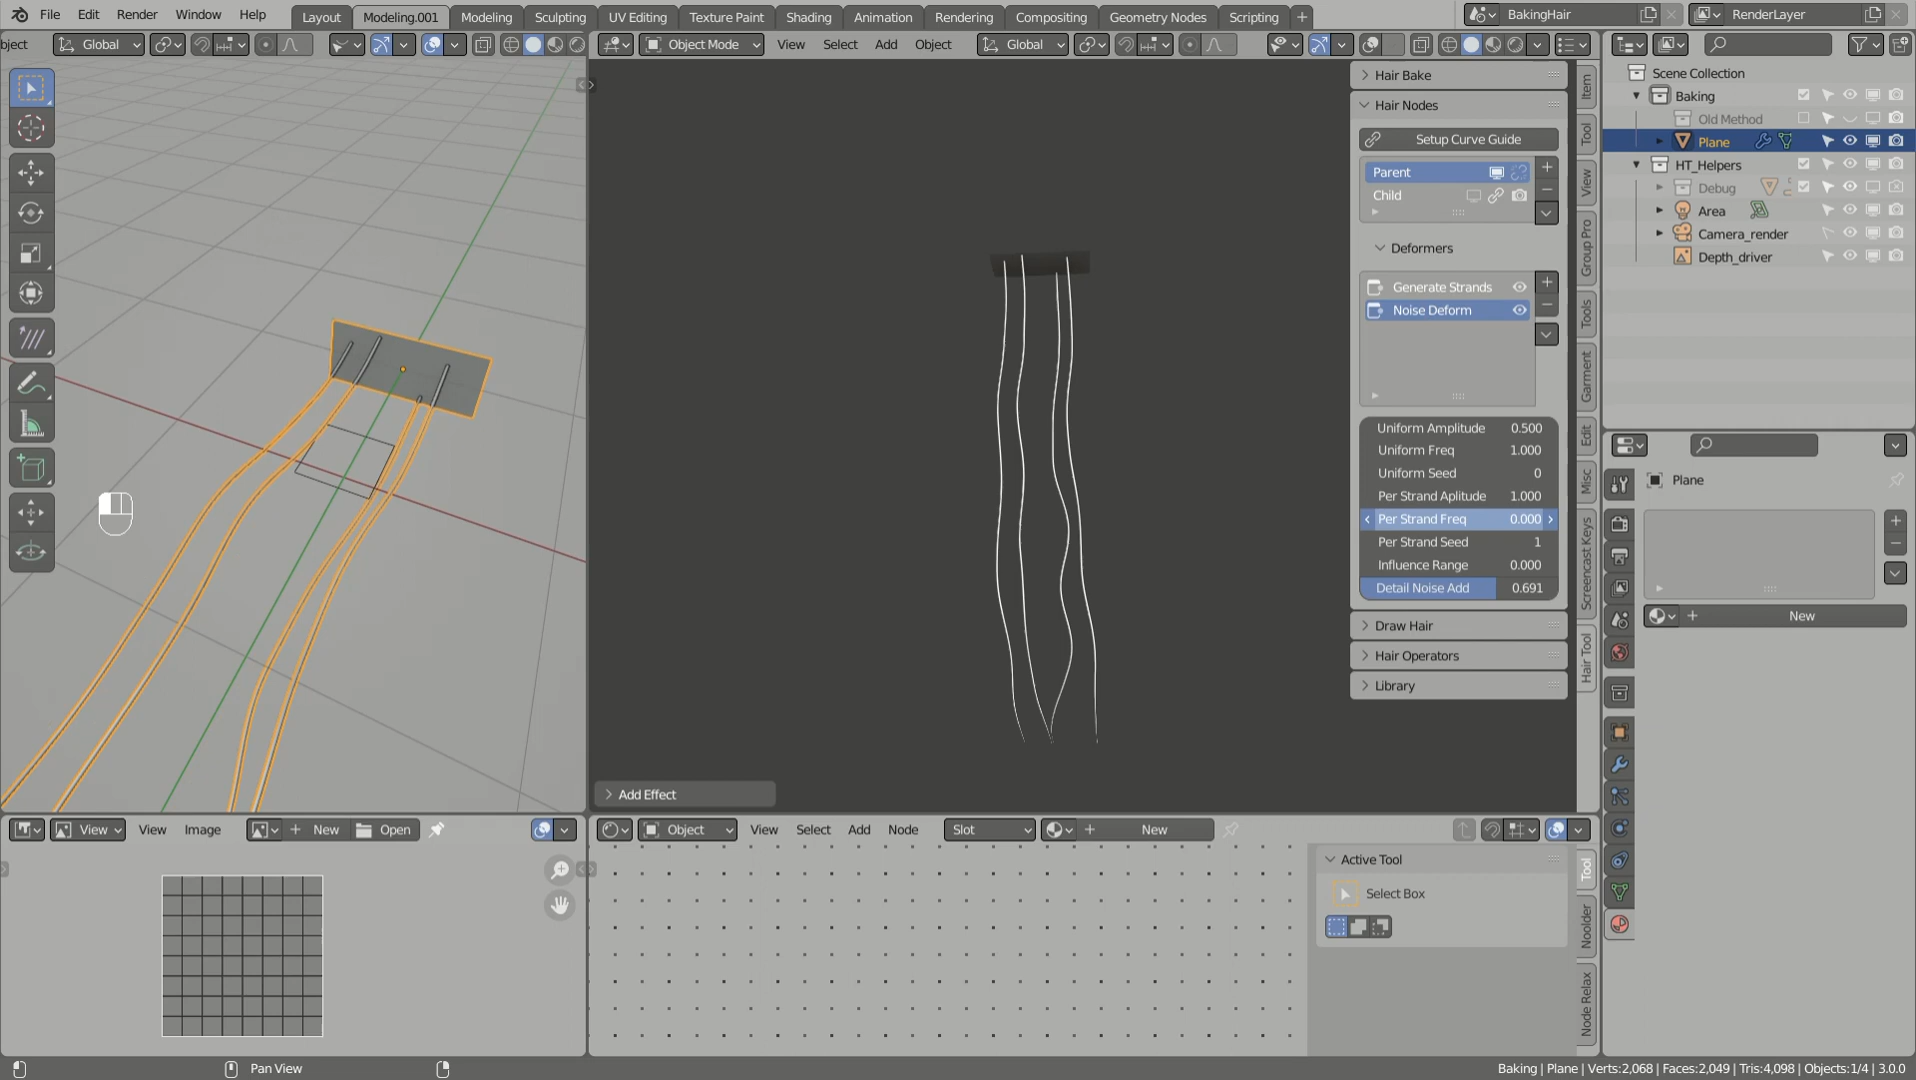 File Edit Render Window Help Layout Modeling.001 Modeling Sculpting UV Editing Texture Paint Shading Animation Rendering Compositing Geometry Nodes Scripting + BakingHair RenderLayer
bject Global Object Mode View Select Add Object Global
Hair Bake
Hair Nodes
Setup Curve Guide
Parent
Child
Deformers
Generate Strands
Noise Deform
Uniform Amplitude 0.500
Uniform Freq 1.000
Uniform Seed 0
Per Strand Aplitude 1.000
Per Strand Freq 0.000
Per Strand Seed 1
Influence Range 0.000
Detail Noise Add 0.691
Draw Hair
Hair Operators
Library
Item
Tool
View
Group Pro
Tools
Garment
Edit
Misc
Screencast Keys
Hair Tool
Scene Collection
Baking
Old Method
Plane
HT_Helpers
Debug
Area
Camera_render
Depth_driver
Plane
New
Add Effect
View View Image New Open
Object View Select Add Node Slot New
Active Tool
Select Box
Tool
Noolder
Node Relax
Pan View
Baking | Plane | Verts:2,068 | Faces:2,049 | Tris:4,098 | Objects:1/4 | 3.0.0